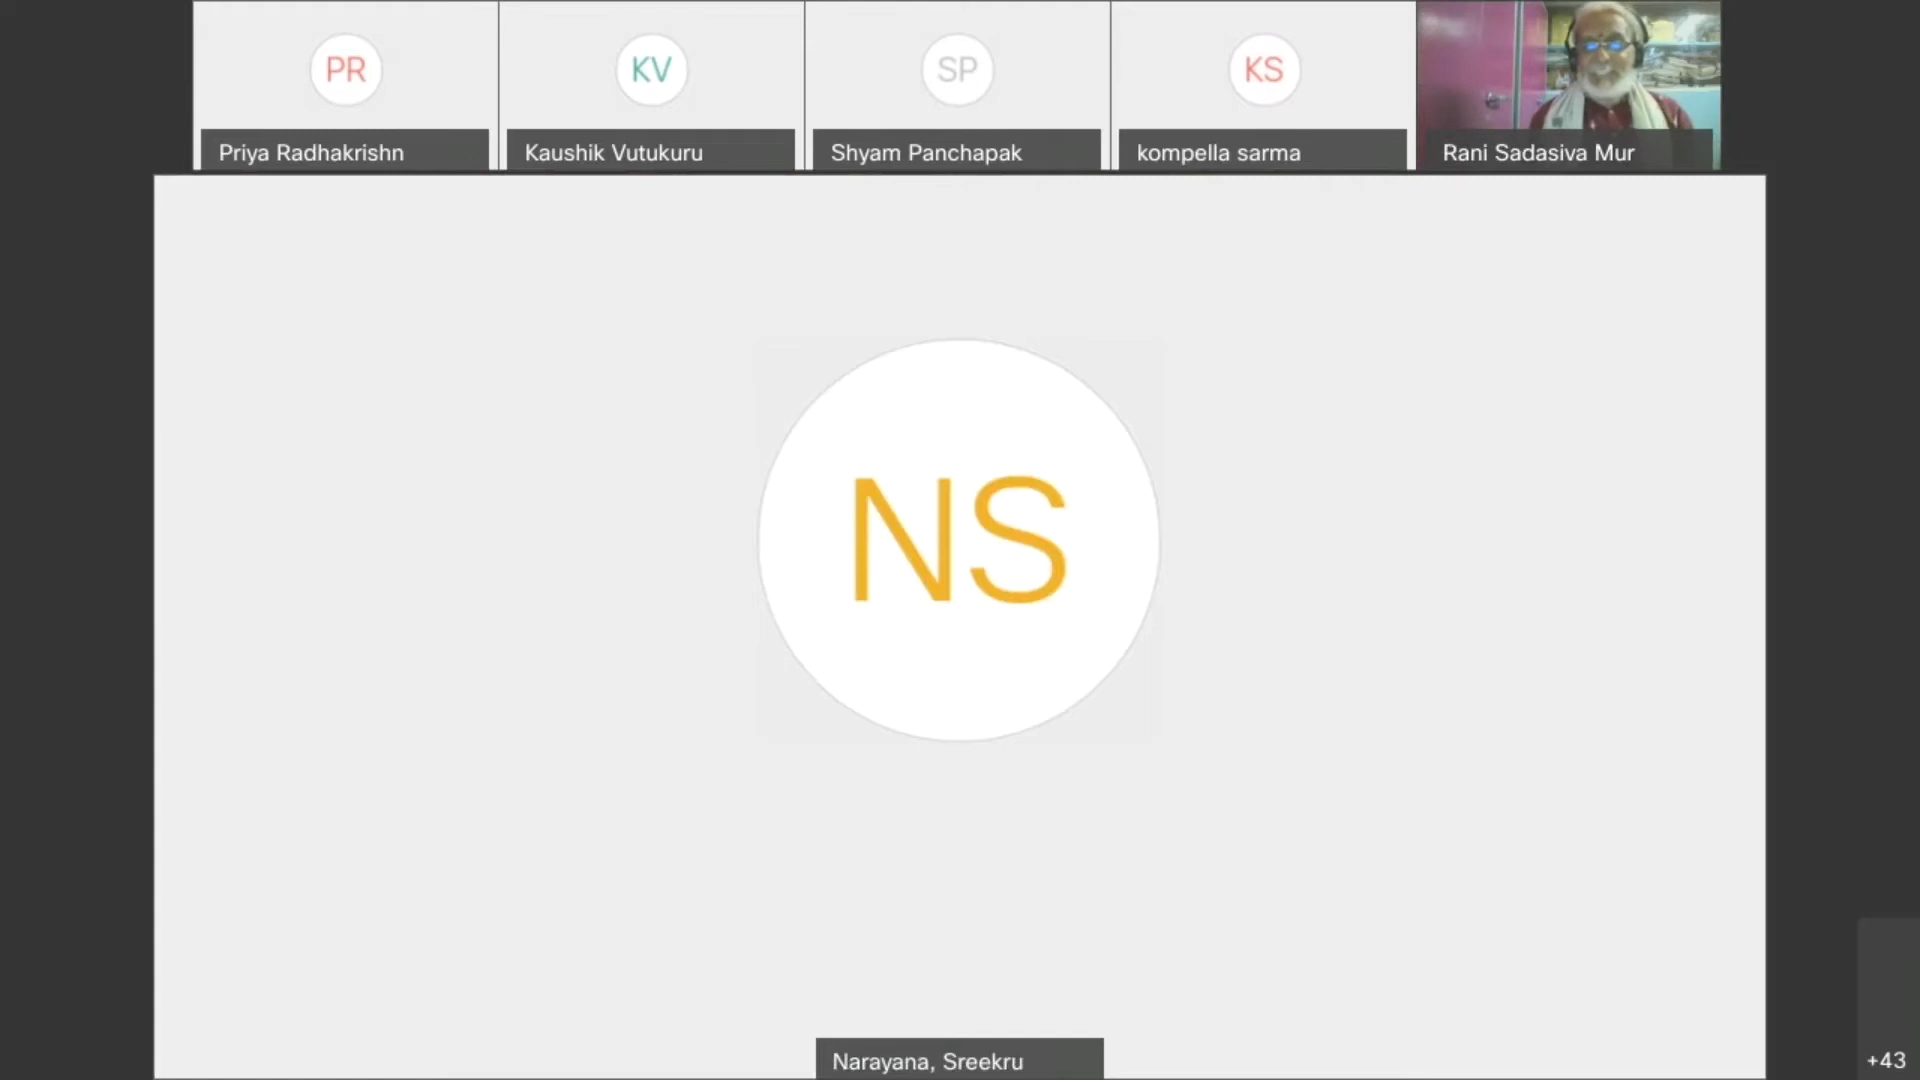 PR
KV
SP
KS
Priya Radhakrishn
Kaushik Vutukuru
Shyam Panchapak
kompella sarma
Rani Sadasiva Mur
NS
Narayana, Sreekru
+43